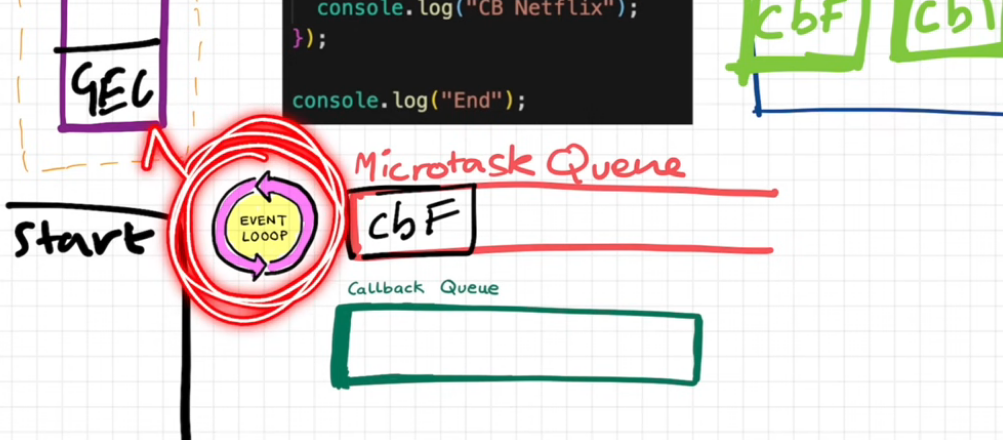 console.log("CB Netflix");
});
console.log("End");
GEC
cbF
Start
EVENT
LOOOP
Microtask Queue
cbF
Callback Queue